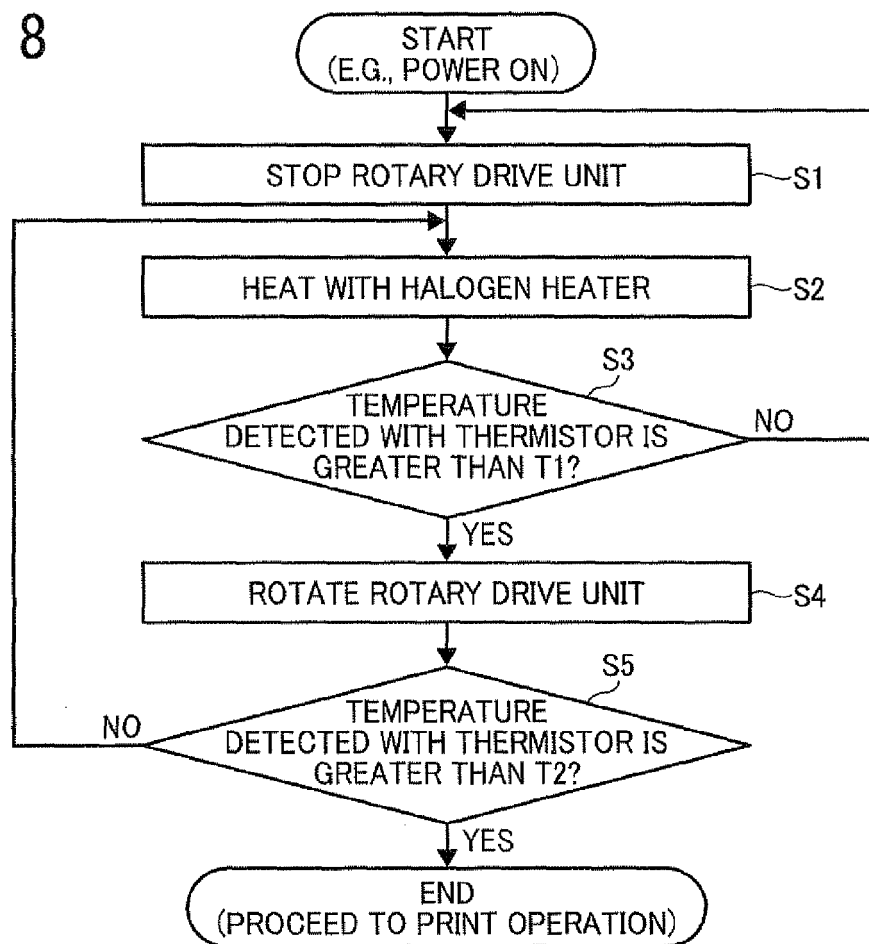 8
START
(E.G., POWER ON)
STOP ROTARY DRIVE UNIT
S1
HEAT WITH HALOGEN HEATER
S2
S3
TEMPERATURE
DETECTED WITH THERMISTOR IS
GREATER THAN T1?
NO
YES
ROTATE ROTARY DRIVE UNIT
S4
S5
TEMPERATURE
DETECTED WITH THERMISTOR IS
GREATER THAN T2?
NO
YES
END
(PROCEED TO PRINT OPERATION)